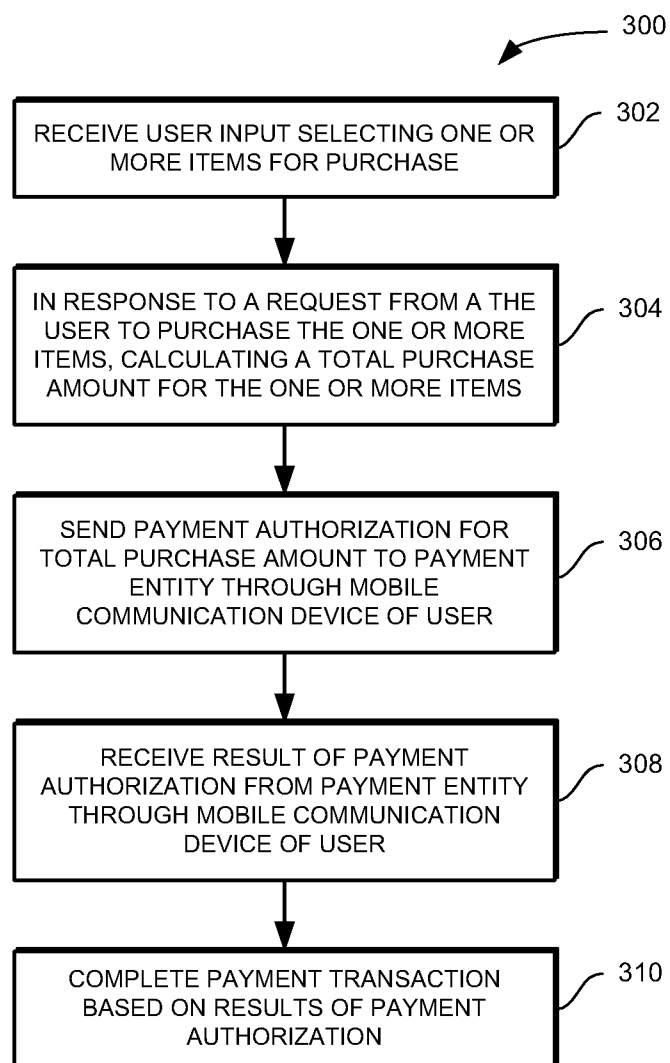 300
302
RECEIVE USER INPUT SELECTING ONE OR
MORE ITEMS FOR PURCHASE
304
IN RESPONSE TO A REQUEST FROM A THE
USER TO PURCHASE THE ONE OR MORE
ITEMS, CALCULATING A TOTAL PURCHASE
AMOUNT FOR THE ONE OR MORE ITEMS
306
SEND PAYMENT AUTHORIZATION FOR
TOTAL PURCHASE AMOUNT TO PAYMENT
ENTITY THROUGH MOBILE
COMMUNICATION DEVICE OF USER
308
RECEIVE RESULT OF PAYMENT
AUTHORIZATION FROM PAYMENT ENTITY
THROUGH MOBILE COMMUNICATION
DEVICE OF USER
310
COMPLETE PAYMENT TRANSACTION
BASED ON RESULTS OF PAYMENT
AUTHORIZATION